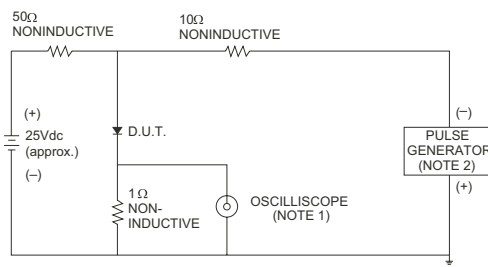 50Ω
NONINDUCTIVE
10Ω
NONINDUCTIVE
(+)
25Vdc
(approx.)
(–)
D.U.T.
1Ω
NON-
INDUCTIVE
OSCILLISCOPE
(NOTE 1)
(–)
PULSE
GENERATOR
(NOTE 2)
(+)